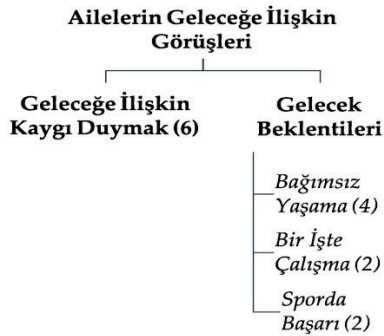 Ailelerin Geleceğe İlişkin
Görüşleri
Geleceğe İlişkin
Kaygı Duymak (6)
Gelecek
Beklentileri
Bağımsız
Yaşama (4)
Bir İşte
Çalışma (2)
Sporda
Başarı (2)